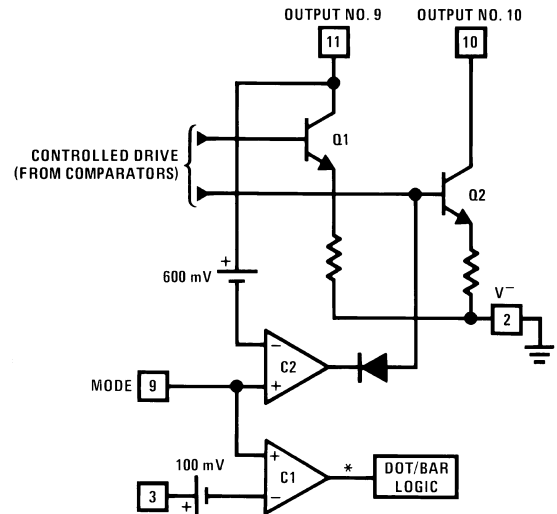 OUTPUT NO. 9
OUTPUT NO. 10
11
10
Q1
CONTROLLED DRIVE
(FROM COMPARATORS)
Q2
+
600 mV
V−
2
−
C2
+
MODE
9
100 mV
+
C1
−
*
DOT/BAR
LOGIC
3
+